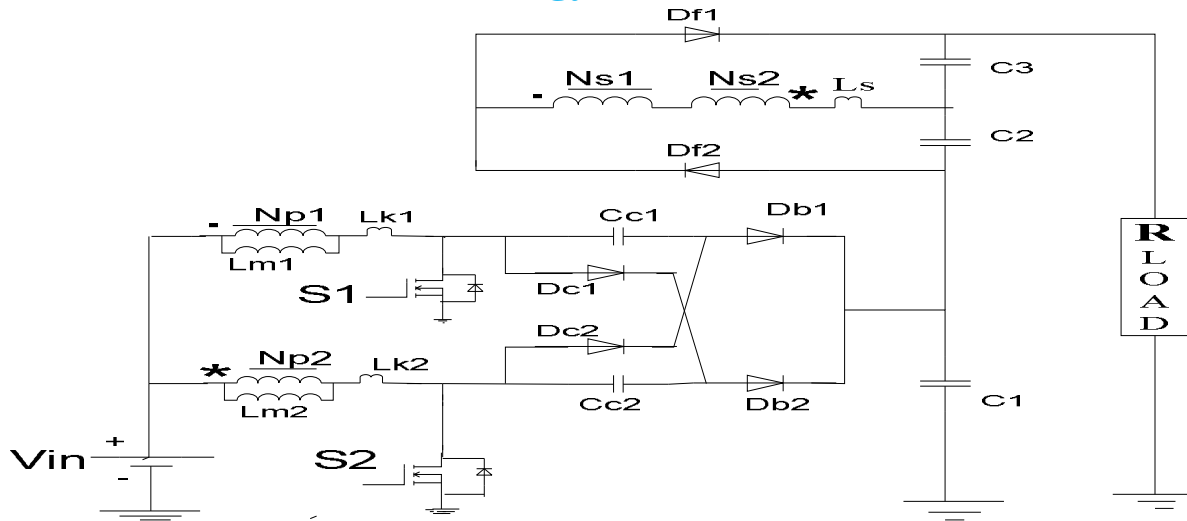 Df1
C3
Ns1
Ns2
*
Ls
-
C2
Df2
Np1
Lk1
Cc1
Db1
-
Lm1
Dc1
S1
R
L
O
A
D
Dc2
Np2
Lk2
*
Lm2
Cc2
Db2
C1
+
Vin
-
S2